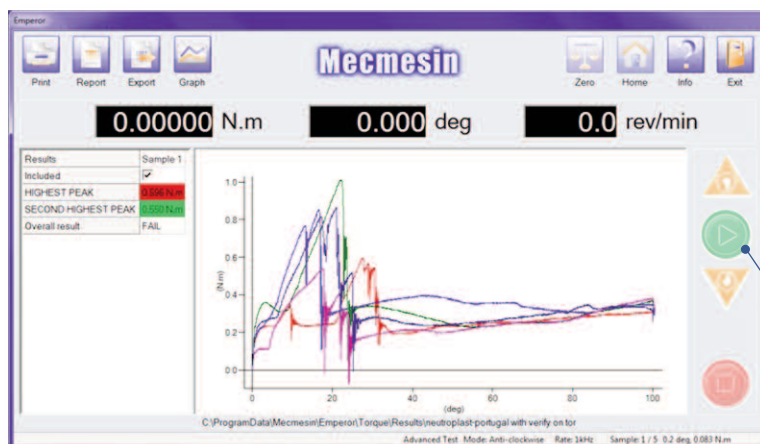 Emperor
Mecmesin
Print Report Export Graph
Zero Home Info Exit
0.00000 N.m 0.000 deg 0.0 rev/min
Results Sample 1
Included
HIGHEST PEAK 0.596 N.m
SECOND HIGHEST PEAK 0.550 N.m
Overall result FAIL
1.0
0.8
0.6
0.4
0.2
0.0
(N.m)
0 20 40 60 80 100
(deg)
C:\ProgramData\Mecmesin\Emperor\Torque\Results\neutroplast-portugal with verify on tor
Advanced Test Mode: Anti-clockwise Rate: 1kHz Sample: 1 / 5 0.2 deg, 0.083 N.m